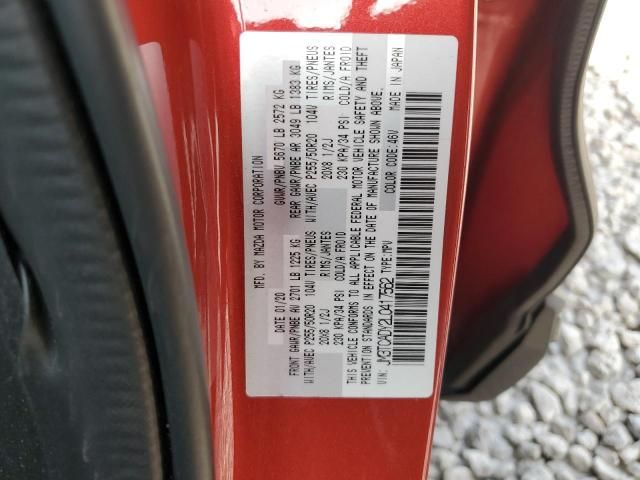 MFD. BY MAZDA MOTOR CORPORATION
DATE: 01/20 GVWR/PNBV 5670 LB 2572 KG
FRONT GAWR/PNBE AV 2701 LB 1225 KG REAR GAWR/PNBE AR 3049 LB 1383 KG
WITH/AVEC P255/50R20 104V TIRES/PNEUS WITH/AVEC P255/50R20 104V TIRES/PNEUS
20X8 1/2J RIMS/JANTES 20X8 1/2J RIMS/JANTES
230 KPA/34 PSI COLD/A FROID 230 KPA/34 PSI COLD/A FROID
THIS VEHICLE CONFORMS TO ALL APPLICABLE FEDERAL MOTOR VEHICLE SAFETY AND THEFT
PREVENTION STANDARDS IN EFFECT ON THE DATE OF MANUFACTURE SHOWN ABOVE.
VIN: JM3TCADY2L0417562 TYPE:MPV COLOR CODE:46V MADE IN JAPAN